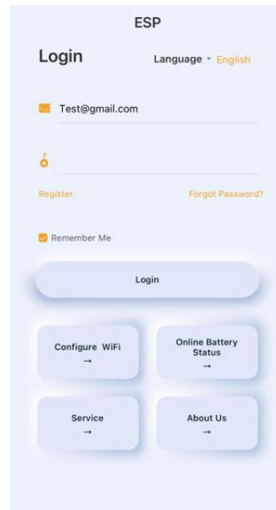 ESP
Login
Language English
Test@gmail.com
Register Forgot Password?
Remember Me
Login
Configure WiFi
→
Online Battery
Status
→
Service
→
About Us
→